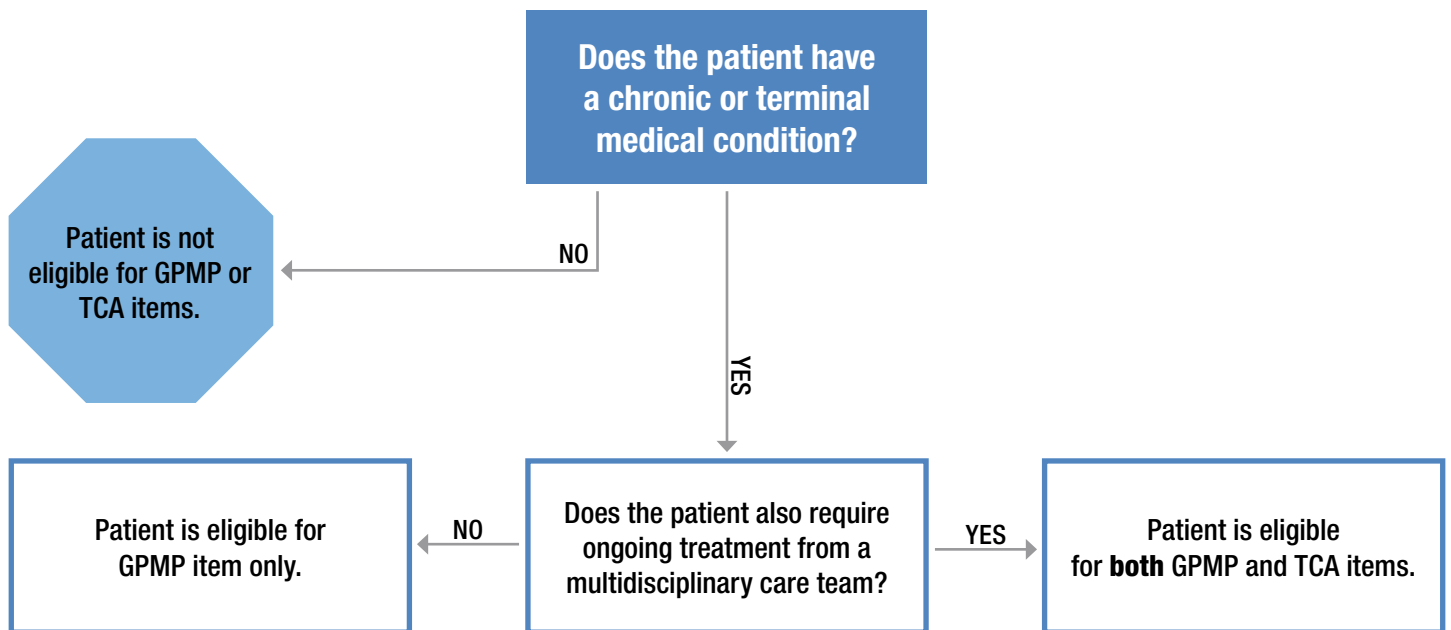 Does the patient have
a chronic or terminal
medical condition?
Patient is not
eligible for GPMP or
TCA items.
NO
YES
Patient is eligible for
GPMP item only.
NO
Does the patient also require
ongoing treatment from a
multidisciplinary care team?
YES
Patient is eligible
for both GPMP and TCA items.